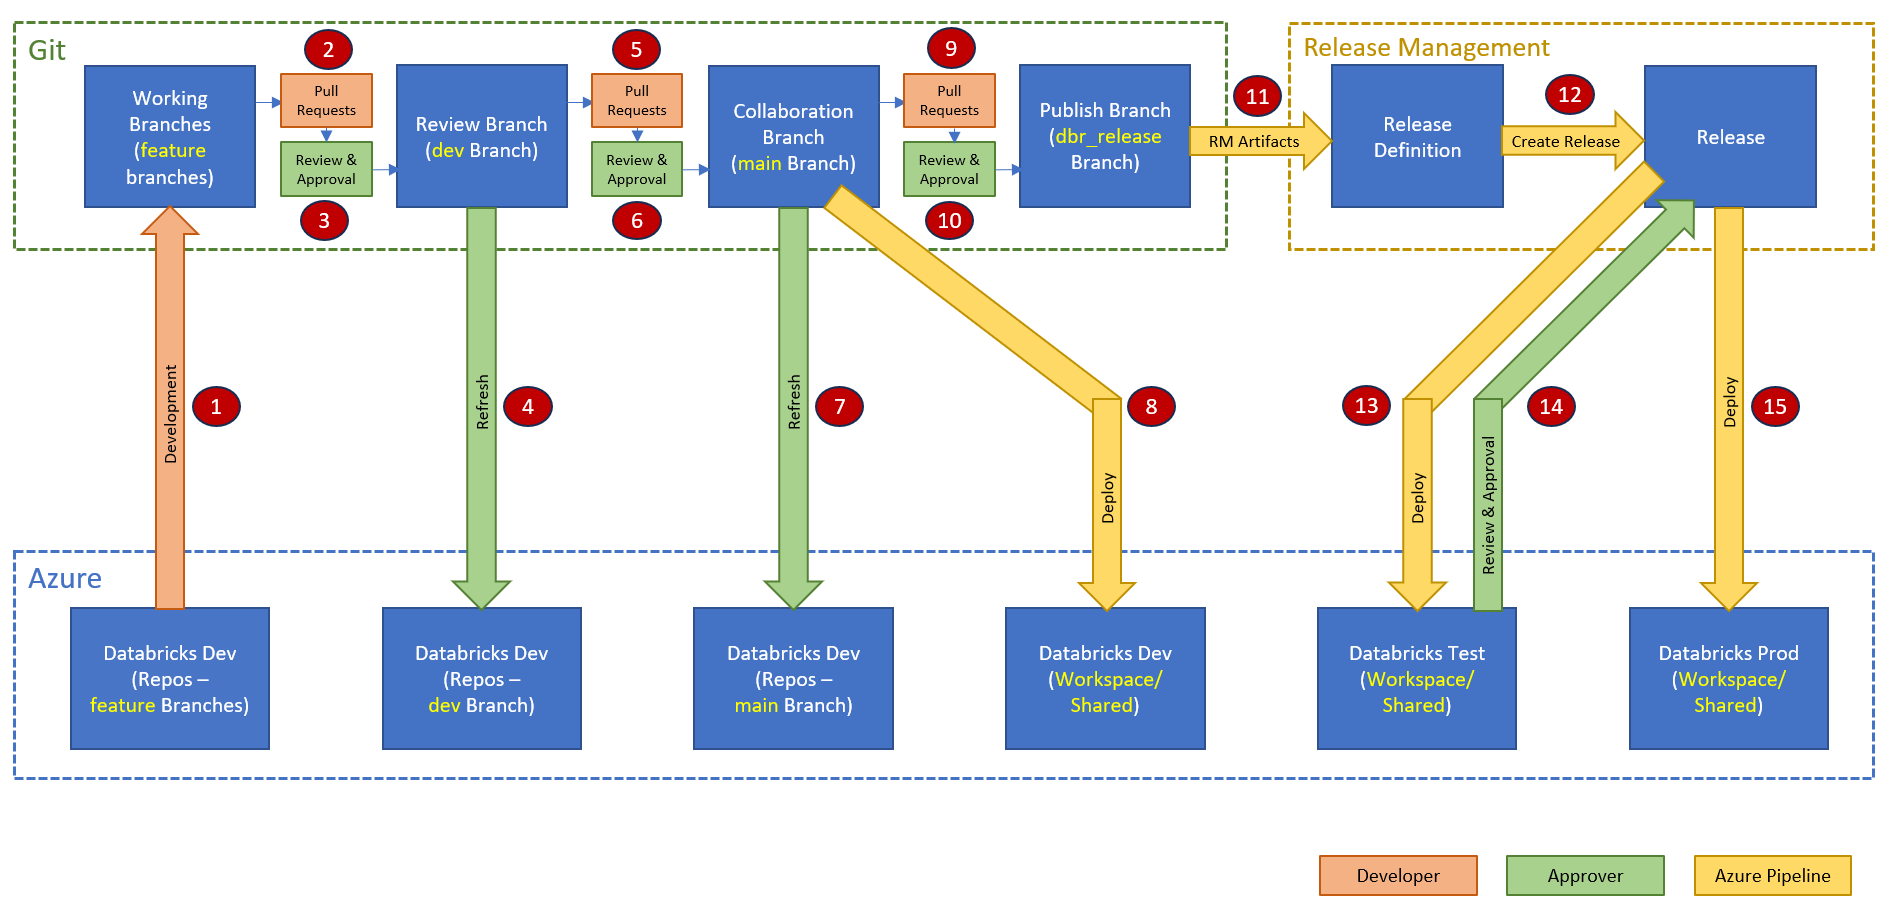 Git
Release Management
2
5
9
11
12
Working
Branches
(feature
branches)
Pull
Requests
Review &
Approval
3
Review Branch
(dev Branch)
Pull
Requests
Review &
Approval
6
Collaboration
Branch
(main Branch)
Pull
Requests
Review &
Approval
10
Publish Branch
(dbr_release
Branch)
RM Artifacts
Release
Definition
Create Release
Release
Development
1
Refresh
4
Refresh
7
Deploy
8
13
Deploy
Review & Approval
14
Deploy
15
Azure
Databricks Dev
(Repos –
feature Branches)
Databricks Dev
(Repos –
dev Branch)
Databricks Dev
(Repos –
main Branch)
Databricks Dev
(Workspace/
Shared)
Databricks Test
(Workspace/
Shared)
Databricks Prod
(Workspace/
Shared)
Developer
Approver
Azure Pipeline